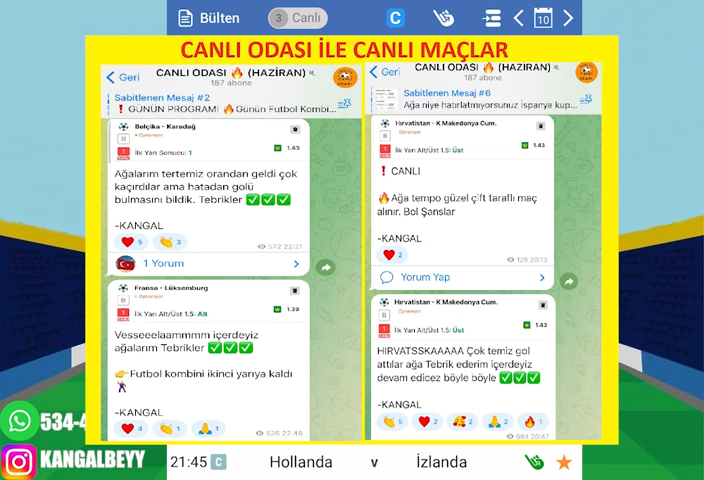 Bülten
3 Canlı
C
10
CANLI ODASI İLE CANLI MAÇLAR
Geri
CANLI ODASI 🔥 (HAZİRAN)
187 abone
Sabitlenen Mesaj #2
❗ GÜNÜN PROGRAMI 🔥Günün Futbol Kombi...
Belçika - Karadağ
Oynanıyor
B
1
İlk Yarı Sonucu: 1
1.43
Ağalarım tertemiz orandan geldi çok
kaçırdılar ama hatadan golü
bulmasını bildik. Tebrikler ✅✅✅
-KANGAL
❤ 5 👏 3
572 22:21
1 Yorum
Fransa - Lüksemburg
Oynanıyor
B
1
İlk Yarı Alt/Üst 1.5: Alt
1.39
Vesseeelaammmm içerdeyiz
ağalarım Tebrikler ✅✅✅
👉Futbol kombini ikinci yarıya kaldı
🕺
-KANGAL
❤ 4 👏 1 🙏 1
636 22:48
Geri
CANLI ODASI 🔥 (HAZİRAN)
187 abone
Sabitlenen Mesaj #6
Ağa niye hatırlatmıyorsunuz İspanya kup...
Hırvatistan - K Makedonya Cum.
Oynanıyor
B
1
İlk Yarı Alt/Üst 1.5: Üst
1.43
❗ CANLI
🔥Ağa tempo güzel çift taraflı maç
alınır. Bol Şanslar
-KANGAL
❤ 2
126 20:13
Yorum Yap
Hırvatistan - K Makedonya Cum.
Oynanıyor
B
1
İlk Yarı Alt/Üst 1.5: Üst
1.43
HIRVATSSKAAAAA Çok temiz gol
attılar ağa Tebrik ederim içerdeyiz
devam edicez böyle böyle ✅✅✅
-KANGAL
👏 5 ❤ 2 🥰 2 🙏 2 🔥 1
694 20:47
534-4
KANGALBEYY
21:45 C Hollanda v İzlanda